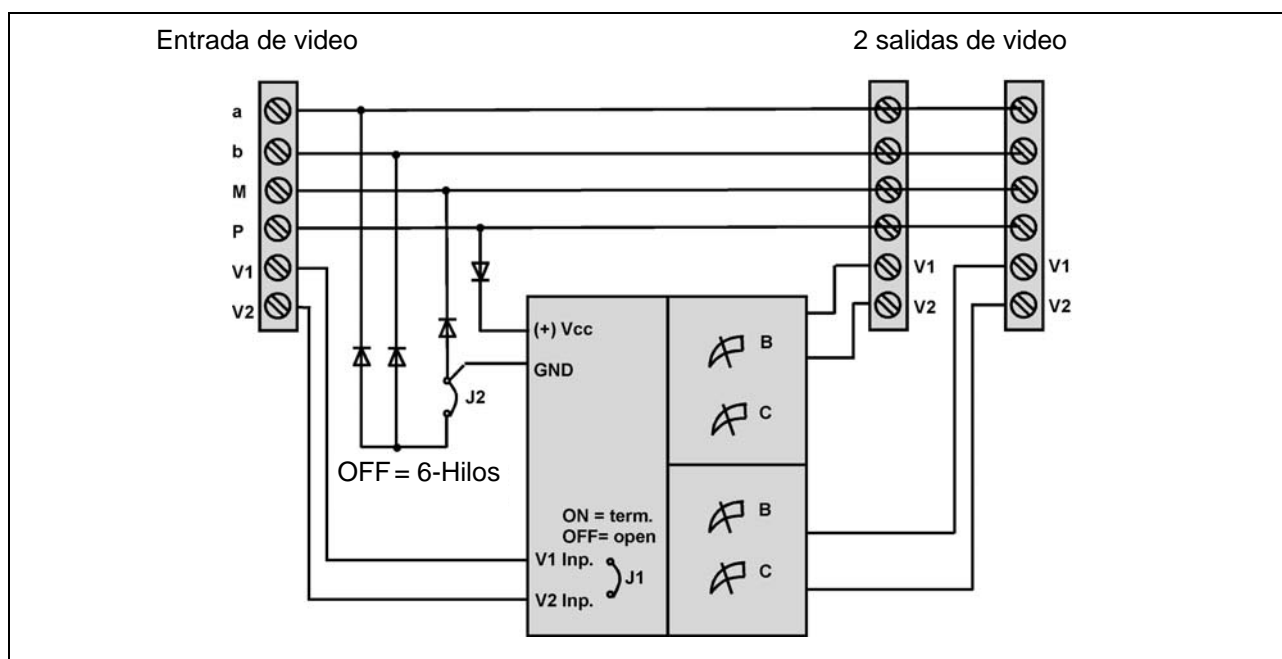 Entrada de video
2 salidas de video
a
b
M
P
V1
V2
V1
V2
V1
V2
(+) Vcc
GND
J2
OFF = 6-Hilos
B
C
B
C
ON = term.
OFF= open
V1 Inp.
J1
V2 Inp.